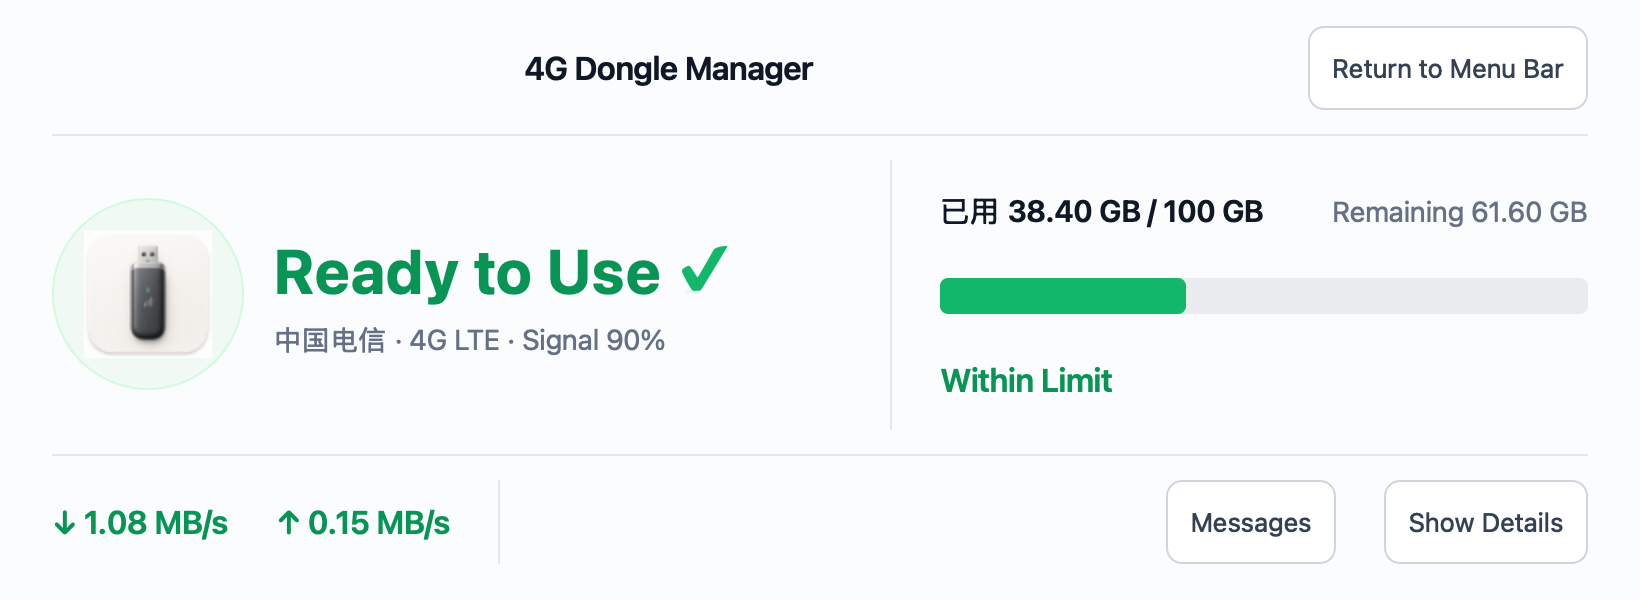 4G Dongle Manager
Return to Menu Bar
Ready to Use ✓
中国电信 · 4G LTE · Signal 90%
已用 38.40 GB / 100 GB
Remaining 61.60 GB
Within Limit
↓ 1.08 MB/s
↑ 0.15 MB/s
Messages
Show Details